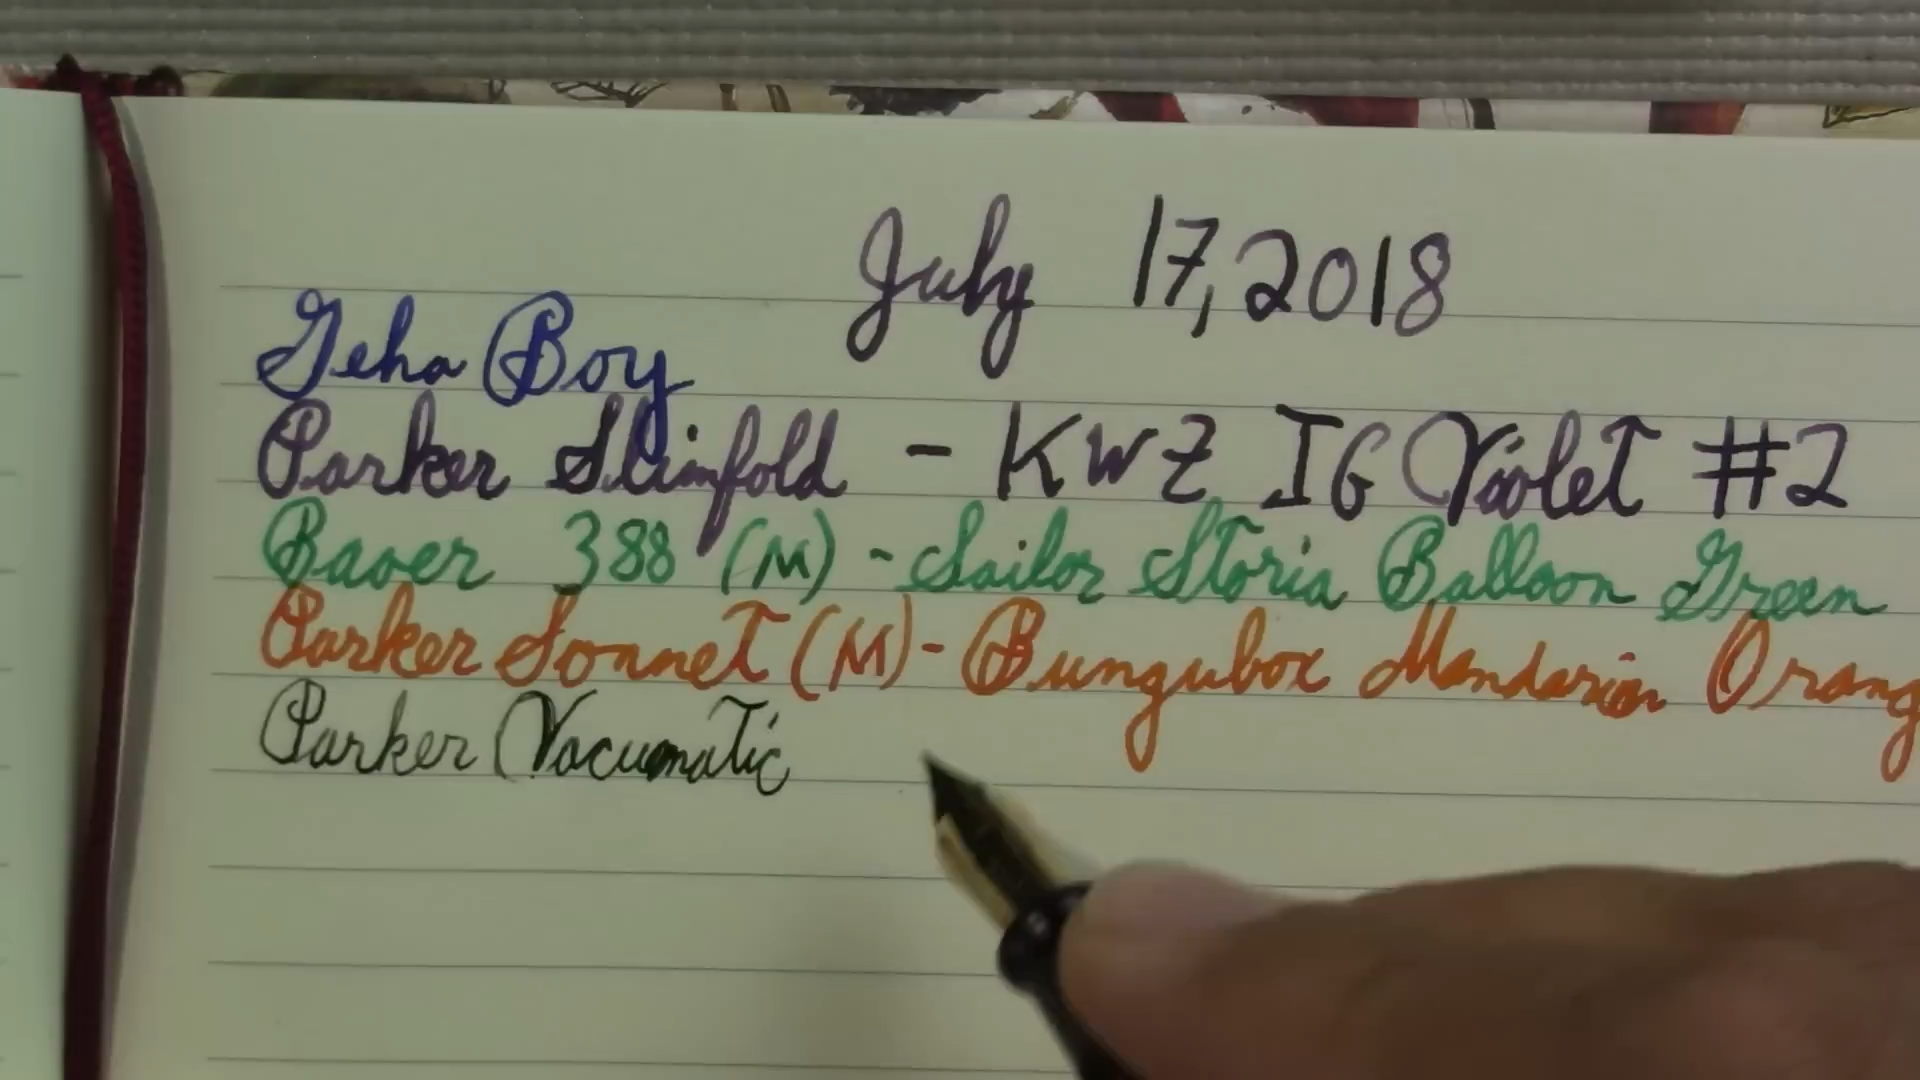 July 17, 2018
Geha Boy
Parker Slimfold - KWZ IG Violet #2
Baoer 388 (M) - Sailor Storia Balloon Green
Parker Sonnet (M) - Bungubox Mandarin Orang
Parker Vacumatic